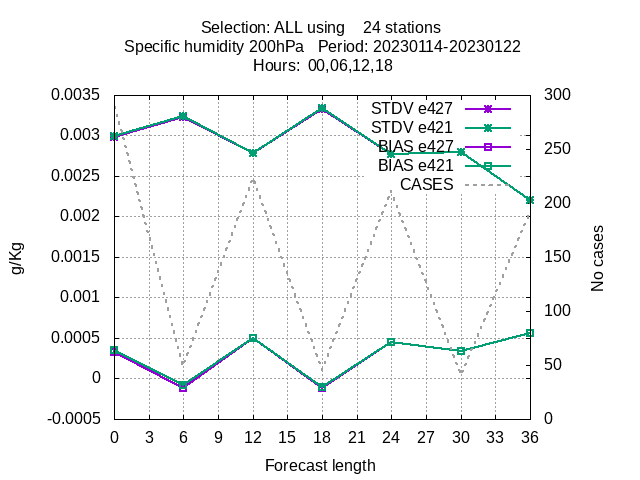 Selection: ALL using    24 stations
Specific humidity 200hPa   Period: 20230114-20230122
Hours:  00,06,12,18
STDV e427
STDV e421
BIAS e427
BIAS e421
CASES
0.0035
0.003
0.0025
0.002
0.0015
0.001
0.0005
0
-0.0005
g/Kg
300
250
200
150
100
50
0
No cases
0 3 6 9 12 15 18 21 24 27 30 33 36
Forecast length